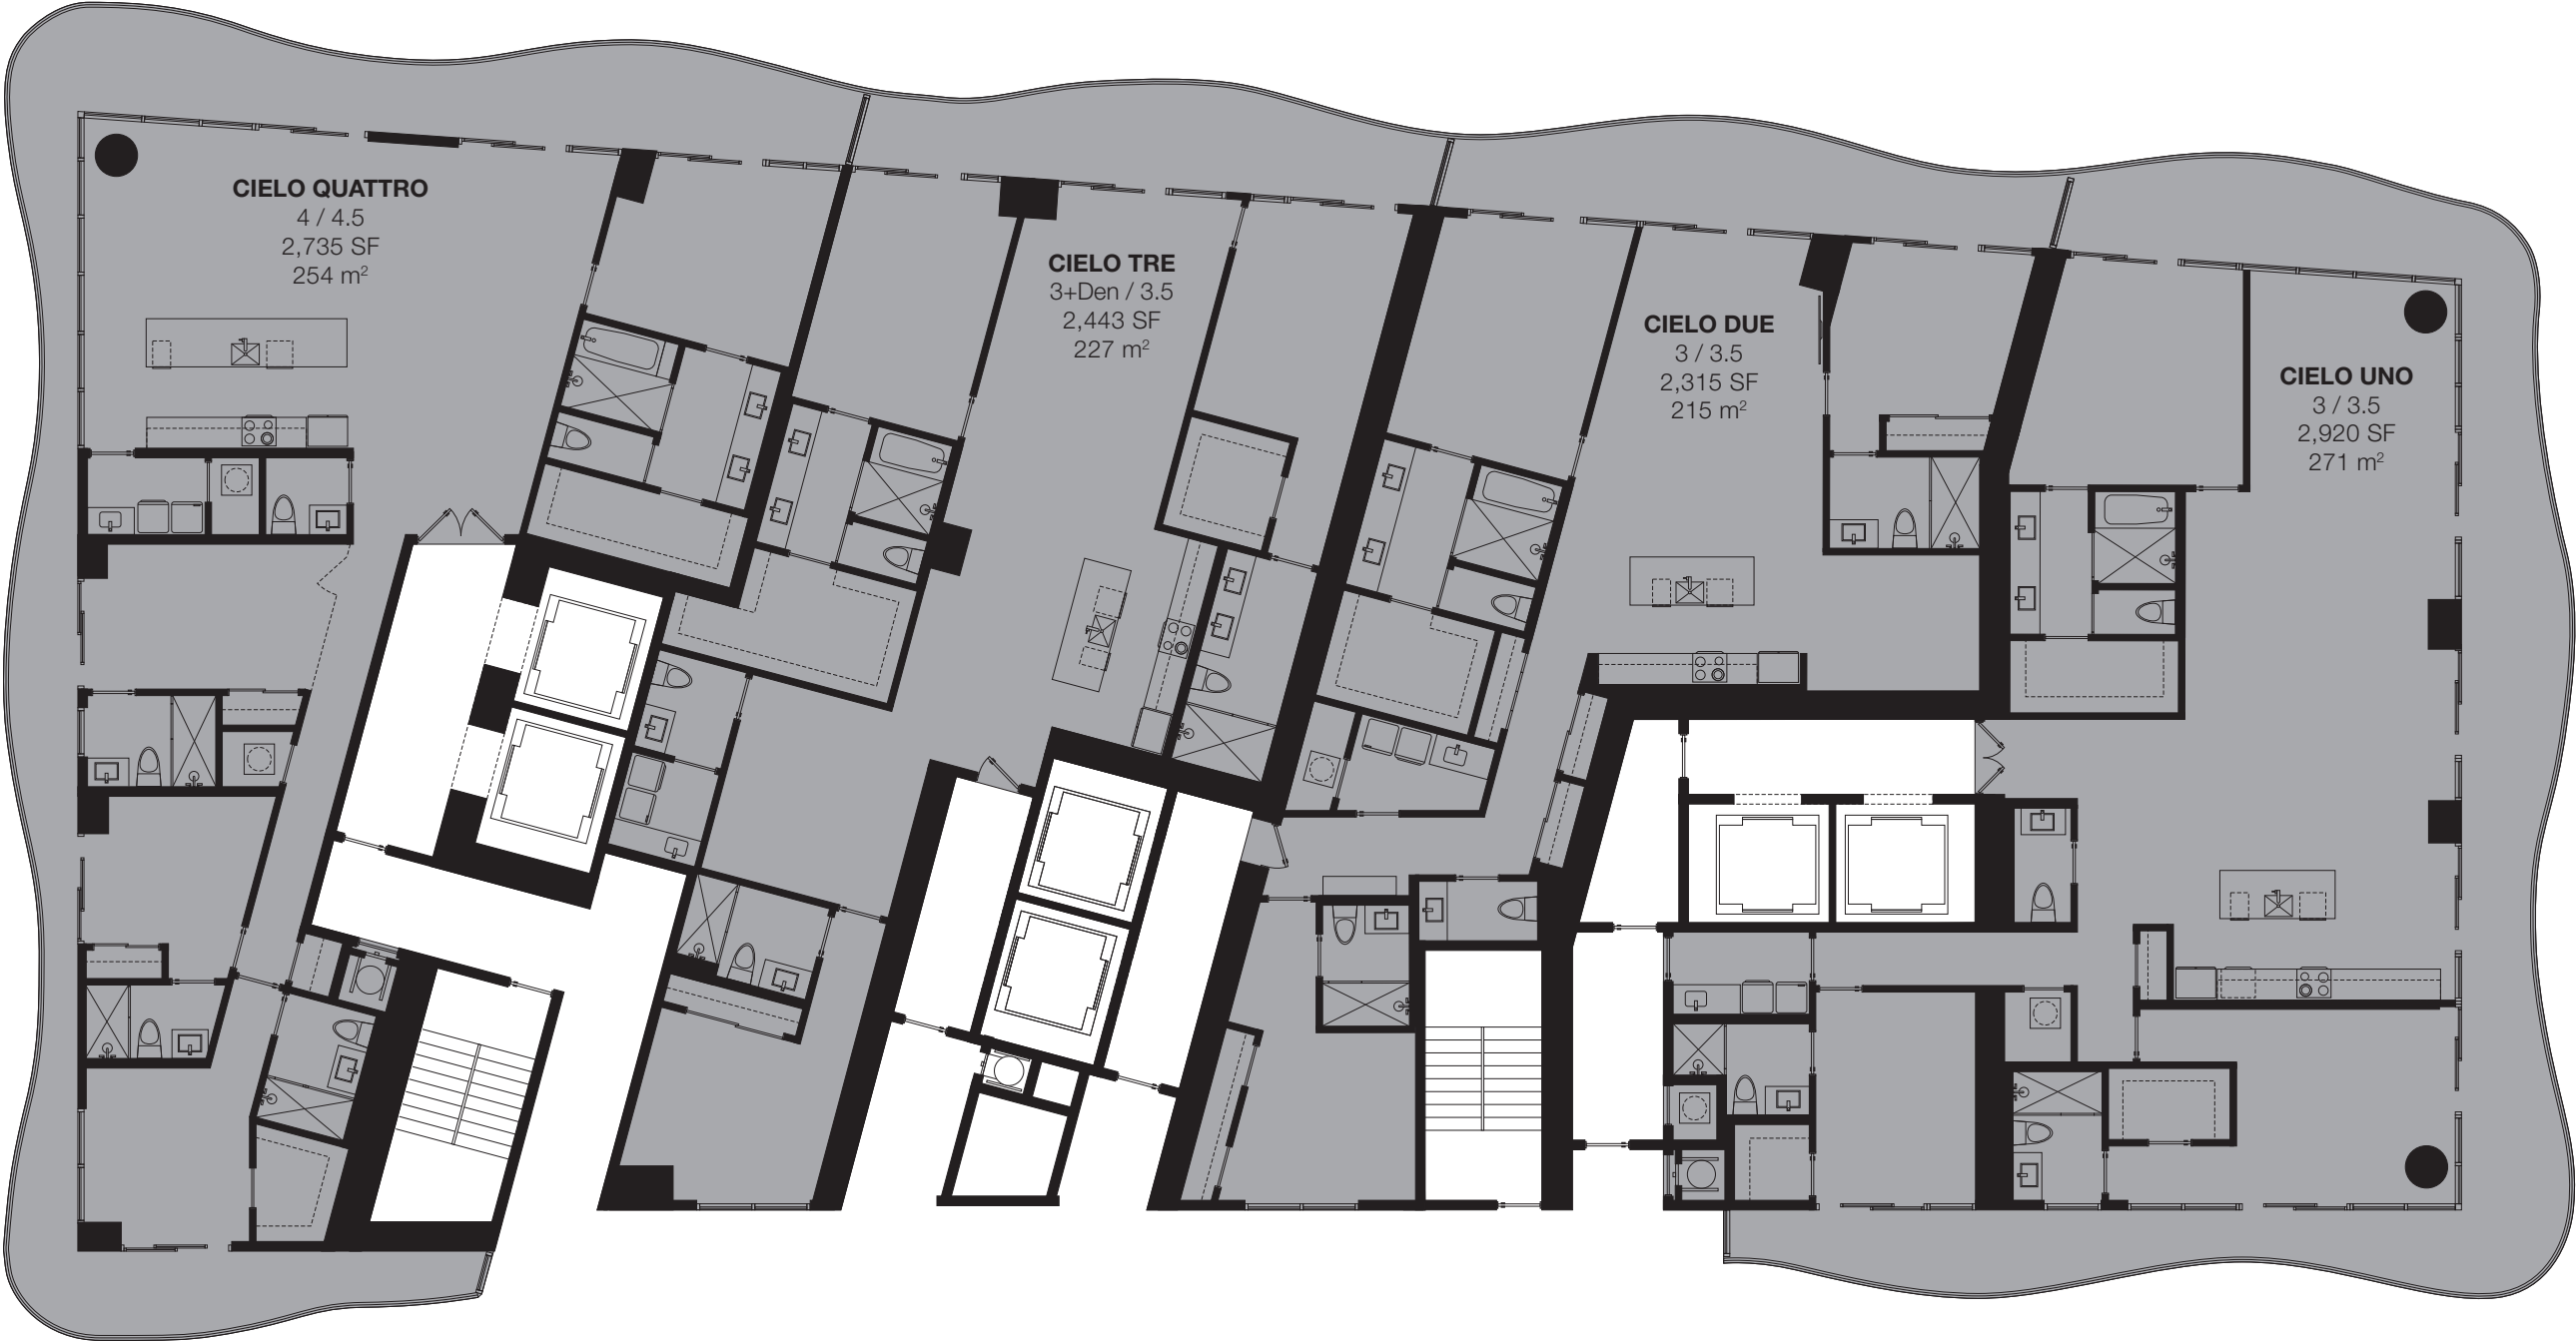 CIELO QUATTRO
4 / 4.5
2,735 SF
254 m²
CIELO TRE
3+Den / 3.5
2,443 SF
227 m²
CIELO DUE
3 / 3.5
2,315 SF
215 m²
CIELO UNO
3 / 3.5
2,920 SF
271 m²